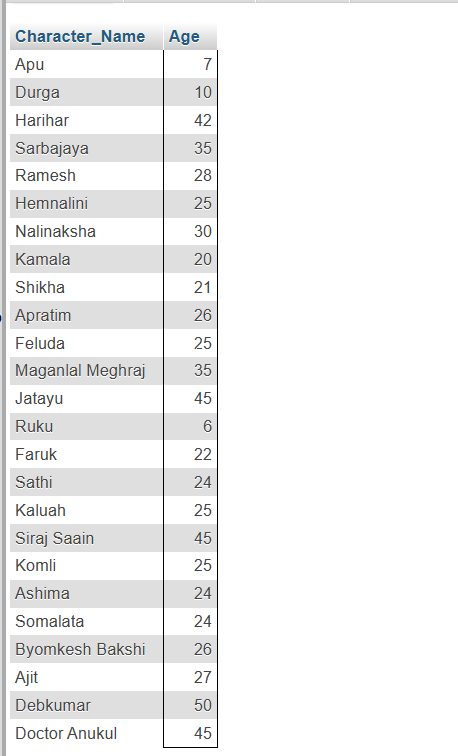 Character_Name Age
Apu 7
Durga 10
Harihar 42
Sarbajaya 35
Ramesh 28
Hemnalini 25
Nalinaksha 30
Kamala 20
Shikha 21
Apratim 26
Feluda 25
Maganlal Meghraj 35
Jatayu 45
Ruku 6
Faruk 22
Sathi 24
Kaluah 25
Siraj Saain 45
Komli 25
Ashima 24
Somalata 24
Byomkesh Bakshi 26
Ajit 27
Debkumar 50
Doctor Anukul 45